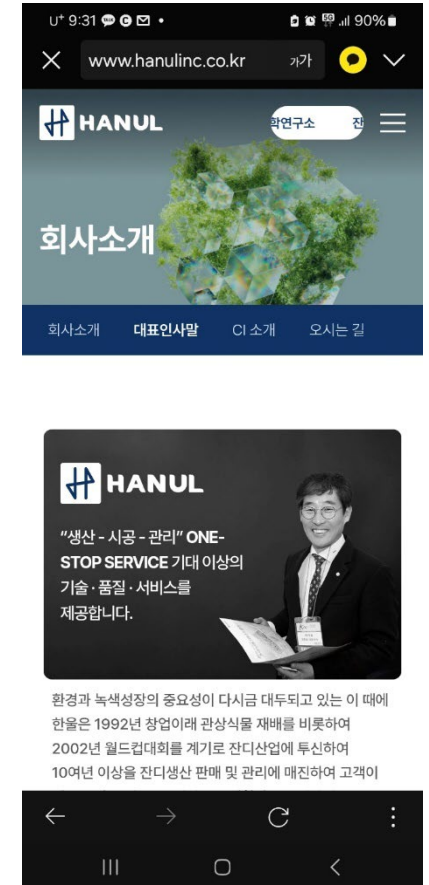 U⁺ 9:31
5G 90%
www.hanulinc.co.kr 가가
HANUL
학연구소 잔
회사소개
회사소개 대표인사말 CI 소개 오시는 길
HANUL
“생산 - 시공 - 관리” ONE-
STOP SERVICE 기대 이상의
기술 · 품질 · 서비스를
제공합니다.
환경과 녹색성장의 중요성이 다시금 대두되고 있는 이 때에
한울은 1992년 창업이래 관상식물 재배를 비롯하여
2002년 월드컵대회를 계기로 잔디산업에 투신하여
10여년 이상을 잔디생산 판매 및 관리에 매진하여 고객이